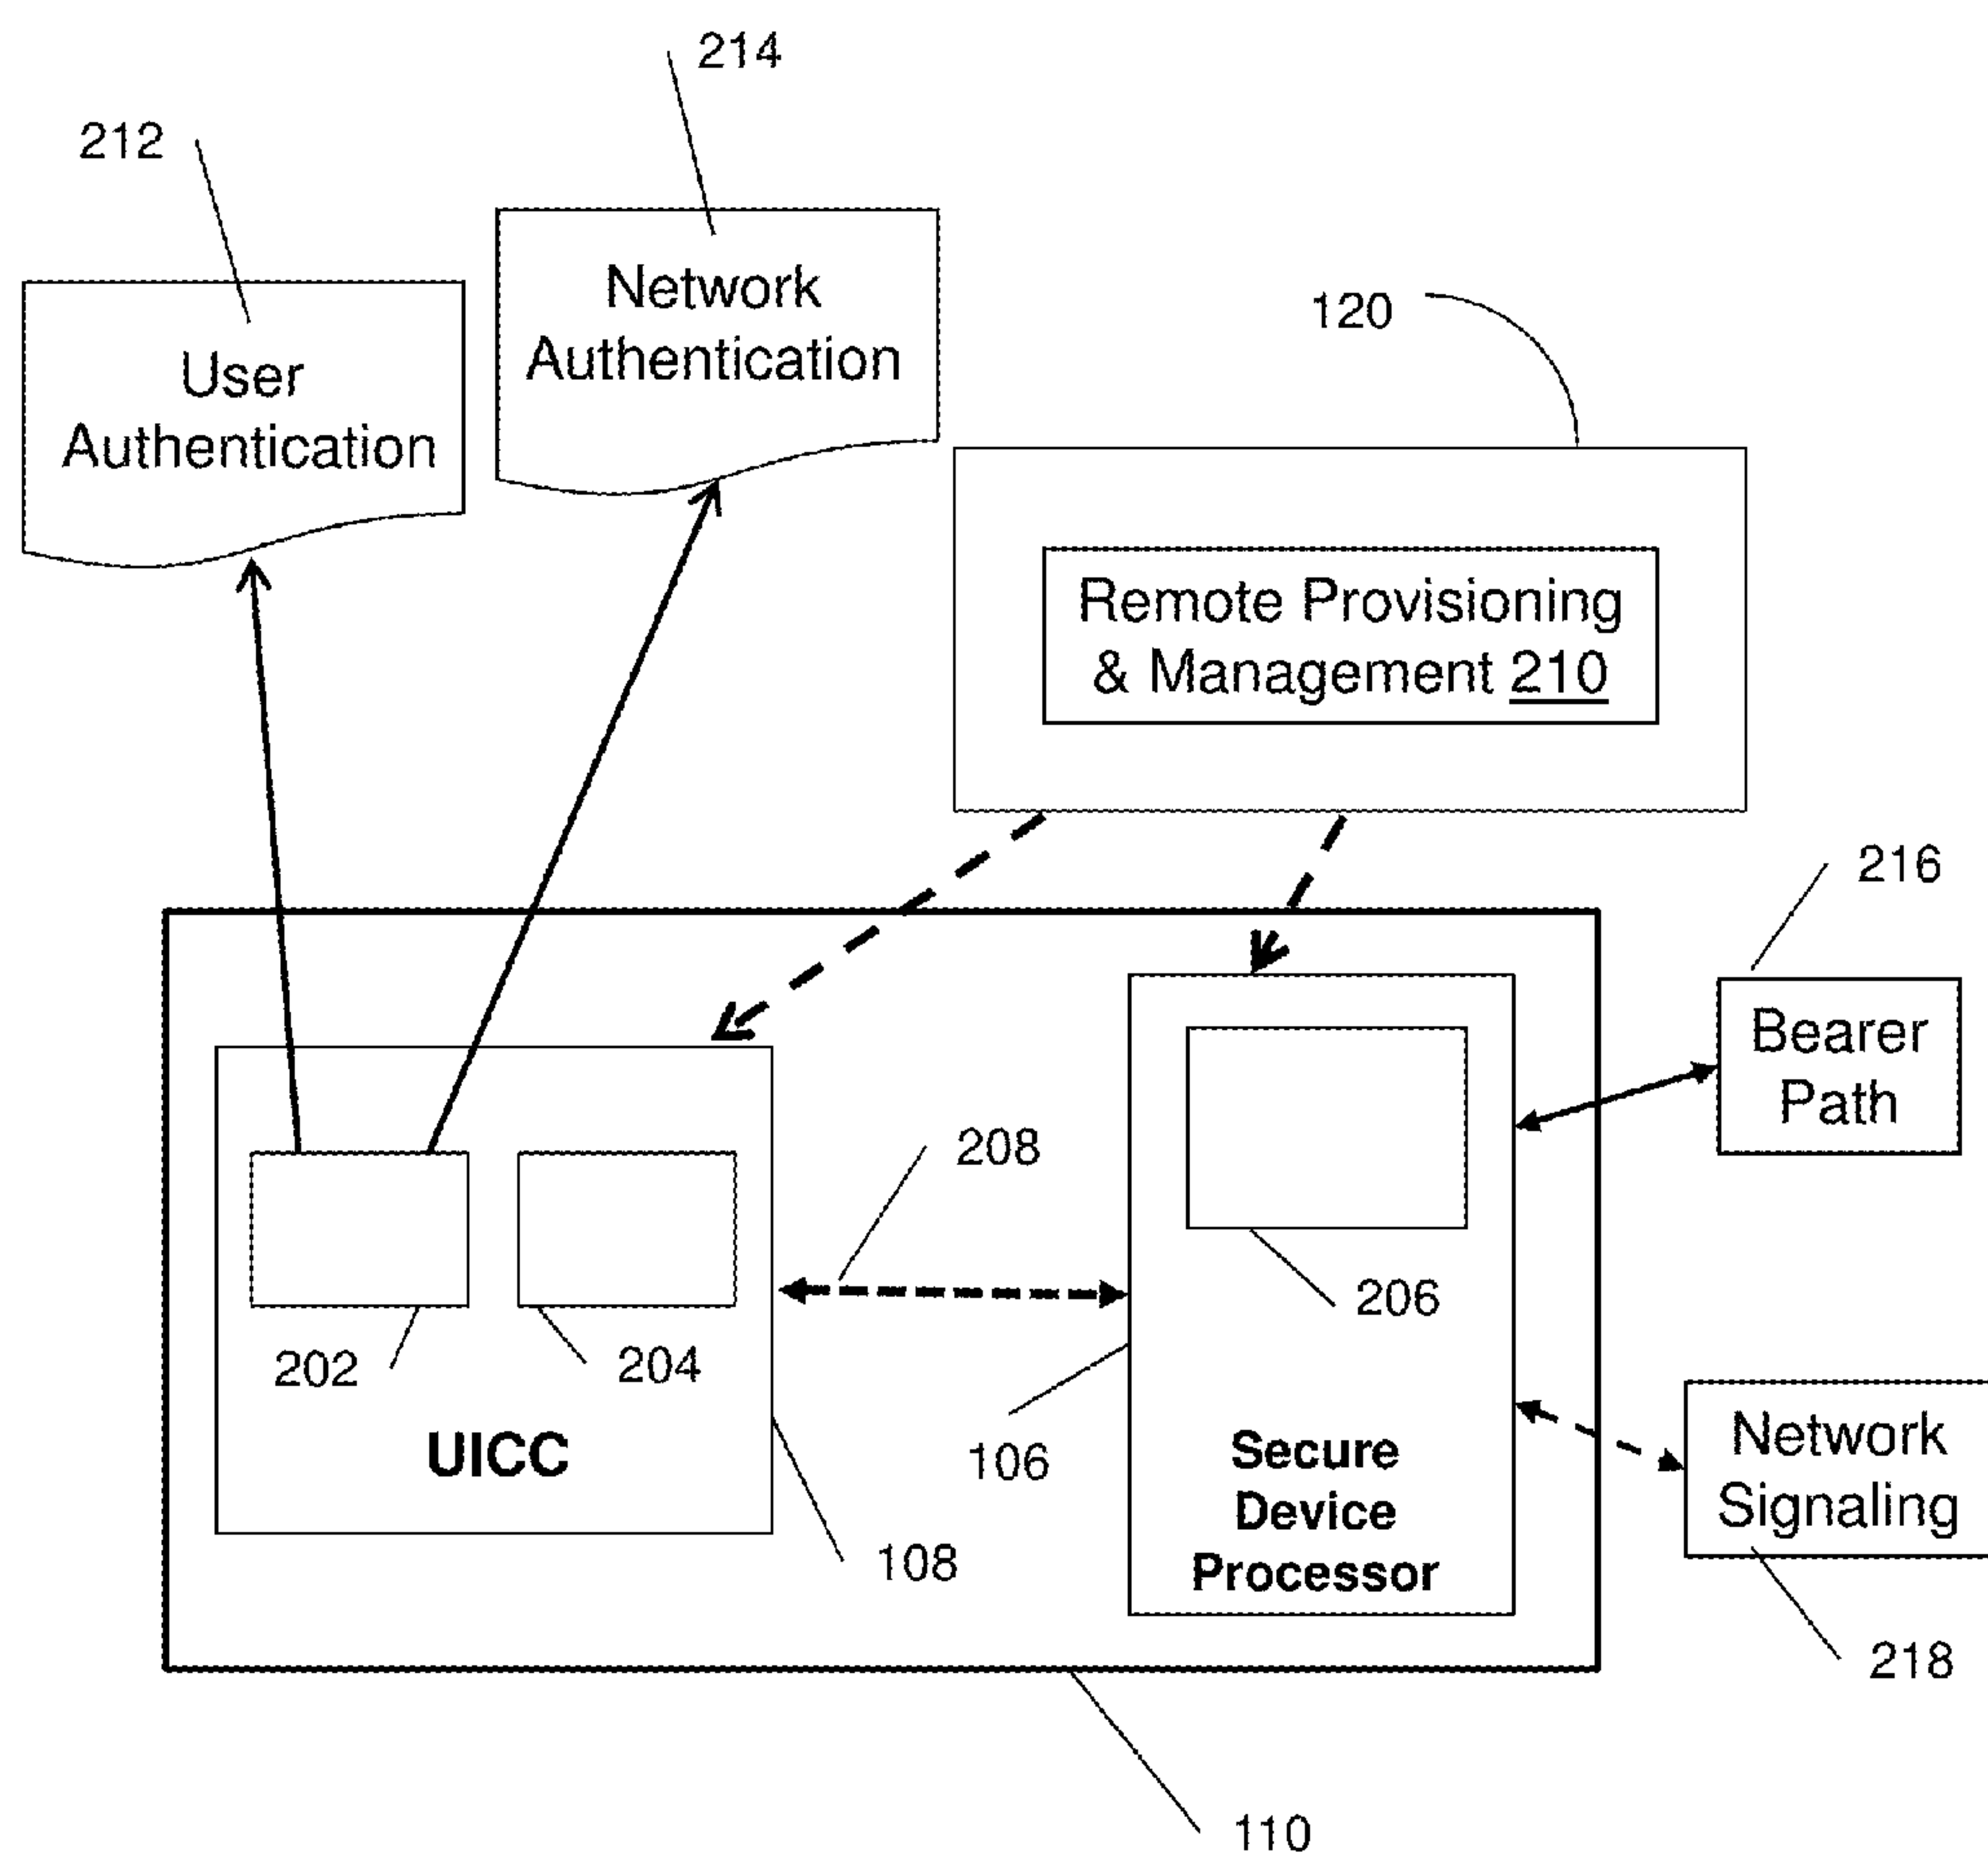 214
212
Network
Authentication
120
User
Authentication
Remote Provisioning
& Management 210
216
Bearer
Path
208
206
202
204
106
UICC
Secure
Device
Processor
Network
Signaling
108
218
110